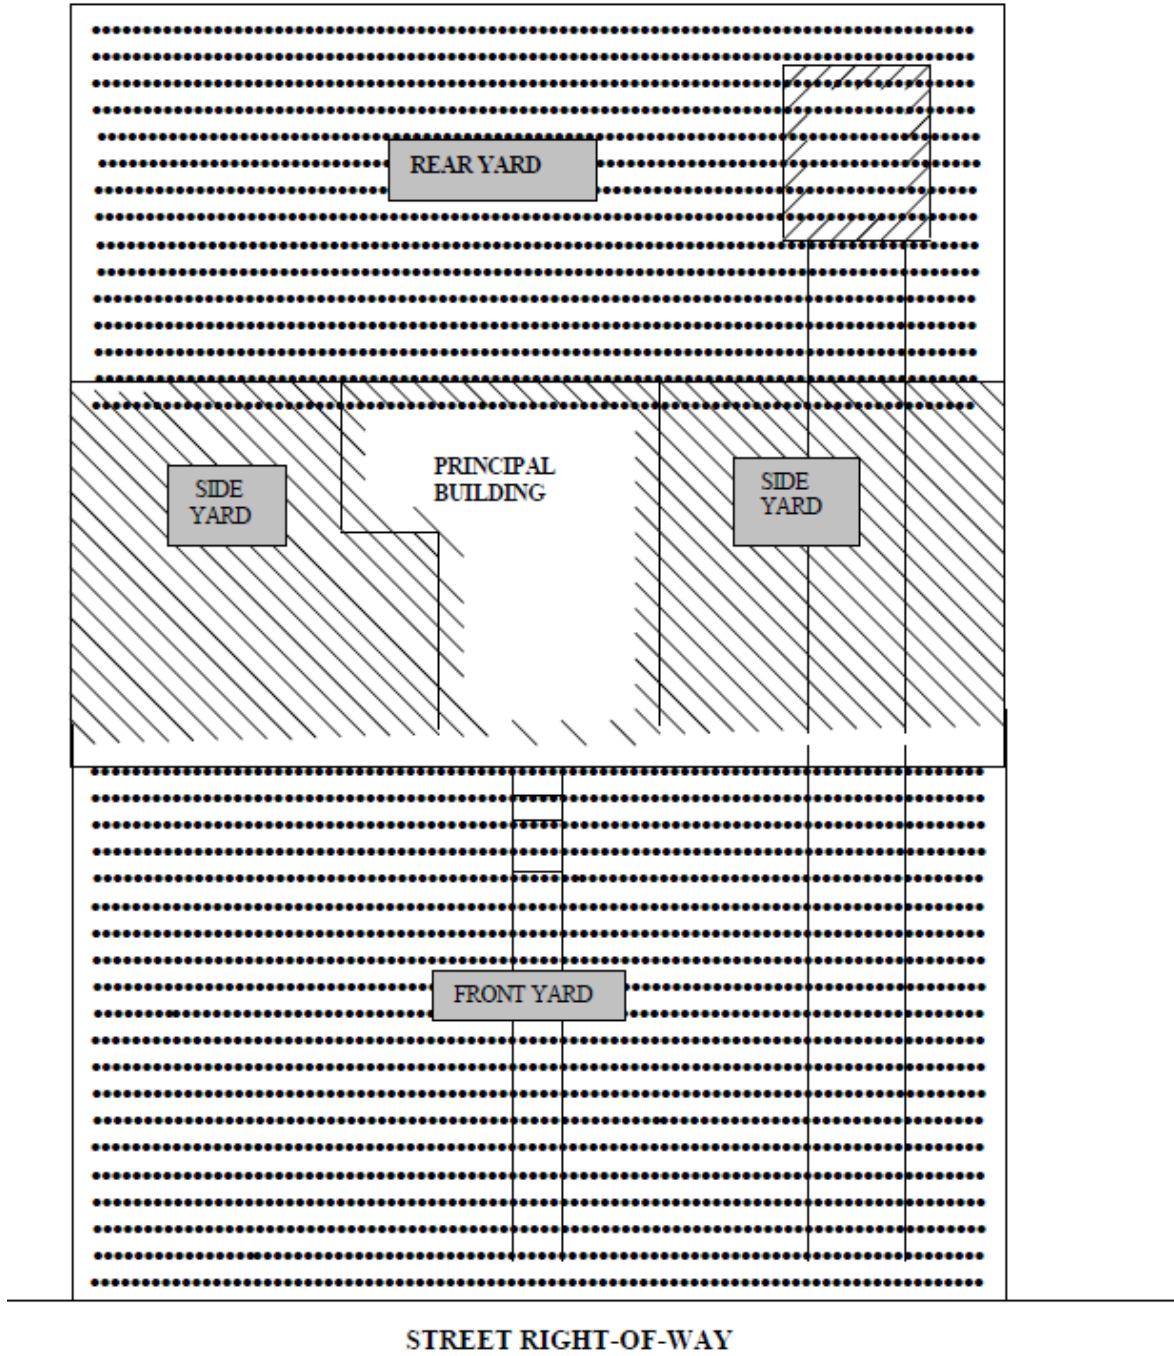 REAR YARD
PRINCIPAL
BUILDING
SIDE
YARD
SIDE
YARD
FRONT YARD
STREET RIGHT-OF-WAY